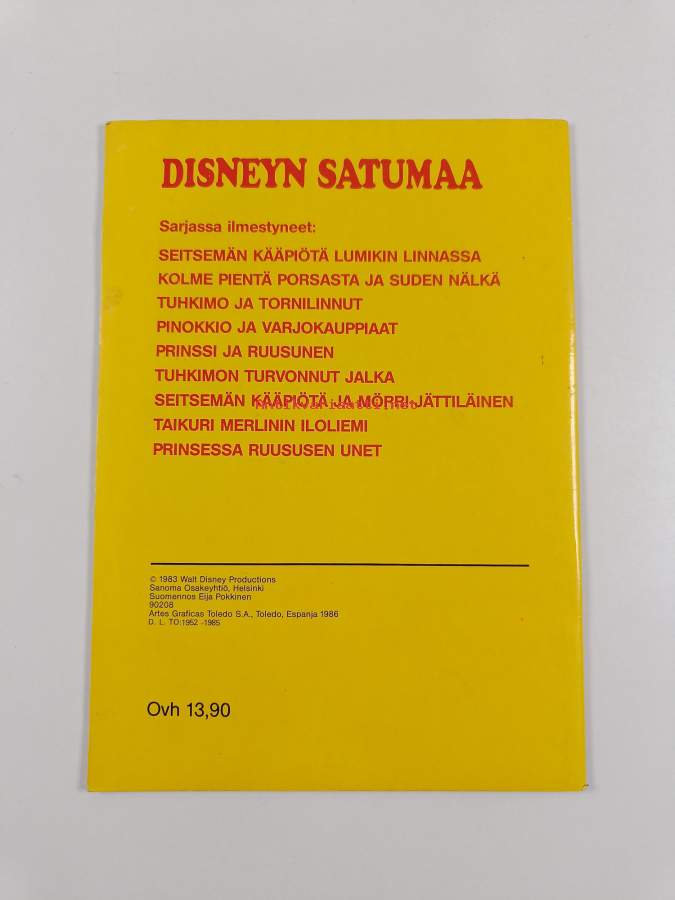 DISNEYN SATUMAA
Sarjassa ilmestyneet:
SEITSEMÄN KÄÄPIÖTÄ LUMIKIN LINNASSA
KOLME PIENTÄ PORSASTA JA SUDEN NÄLKÄ
TUHKIMO JA TORNILINNUT
PINOKKIO JA VARJOKAUPPIAAT
PRINSSI JA RUUSUNEN
TUHKIMON TURVONNUT JALKA
SEITSEMÄN KÄÄPIÖTÄ JA MÖRRI-JÄTTILÄINEN
Antikvariaatti.net
TAIKURI MERLININ ILOLIEMI
PRINSESSA RUUSUSEN UNET
© 1983 Walt Disney Productions
Sanoma Osakeyhtiö, Helsinki
Suomennos Eija Pokkinen
90208
Artes Graficas Toledo S.A., Toledo, Espanja 1986
D. L. TO:1952 -1985
Ovh 13,90